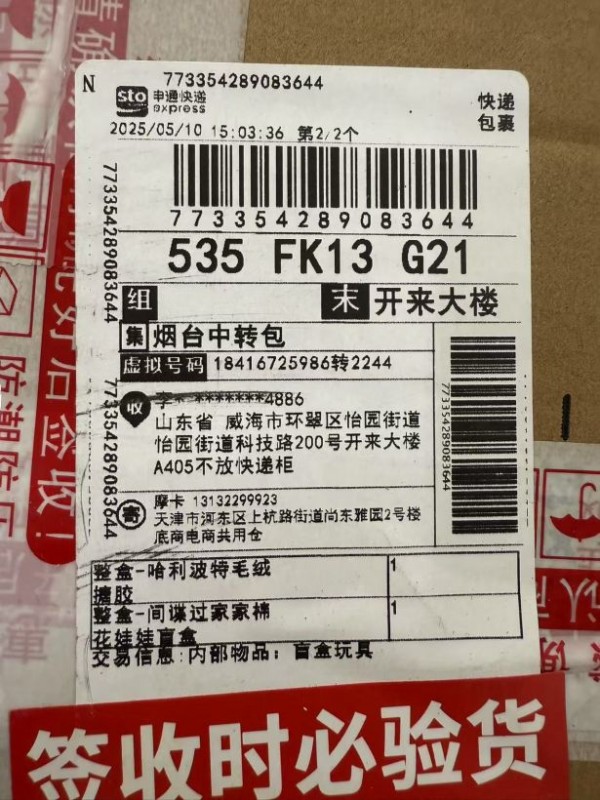 N
773354289083644
sto 申通快递
express
快递
包裹
2025/05/10 15:03:36 第2/2个
773354289083644
773354289083644
535 FK13 G21
组
末 开来大楼
集 烟台中转包
虚拟号码 18416725986转2244
收 李* *******4886
山东省 威海市环翠区怡园街道
怡园街道科技路200号开来大楼
A405不放快递柜
773354289083644
773354289083644
寄 摩卡 13132299923
天津市河东区上杭路街道尚东雅园2号楼
底商电商共用仓
整盒-哈利波特毛绒 1
搪胶
整盒-间谍过家家棉 1
花娃娃盲盒
交易信息:内部物品: 盲盒玩具
签收时必验货
好后签收!
防潮防压